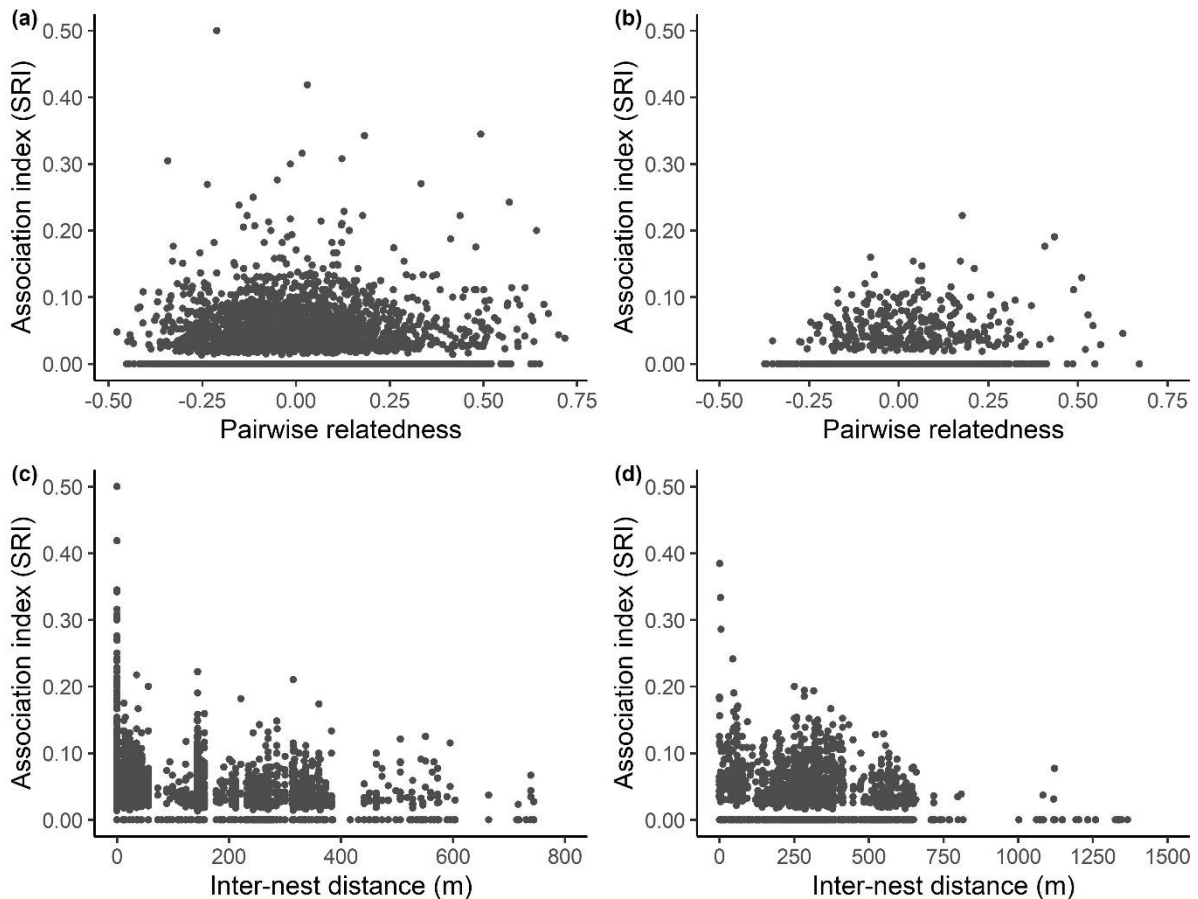 (a)
Association index (SRI)
0.50
0.40
0.30
0.20
0.10
0.00
-0.50 -0.25 0.00 0.25 0.50 0.75
Pairwise relatedness
(b)
Association index (SRI)
0.50
0.40
0.30
0.20
0.10
0.00
-0.50 -0.25 0.00 0.25 0.50 0.75
Pairwise relatedness
(c)
Association index (SRI)
0.50
0.40
0.30
0.20
0.10
0.00
0 200 400 600 800
Inter-nest distance (m)
(d)
Association index (SRI)
0.50
0.40
0.30
0.20
0.10
0.00
0 250 500 750 1000 1250 1500
Inter-nest distance (m)